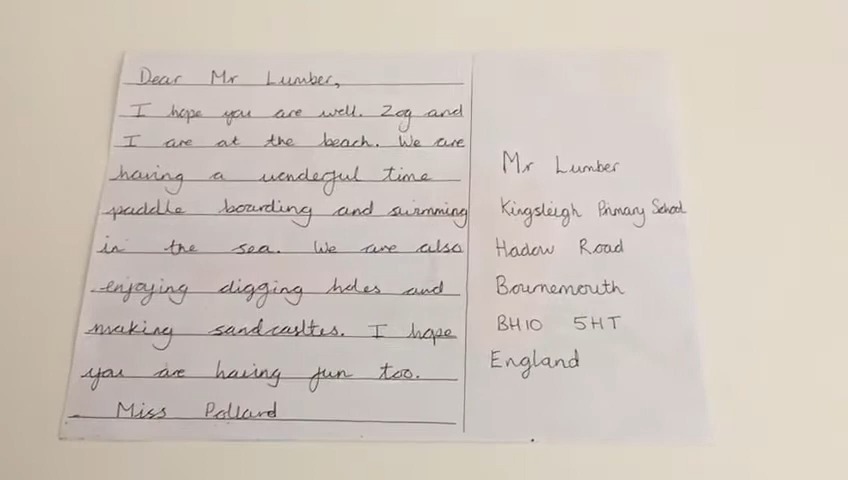 Dear Mr Lumber,
I hope you are well. Zog and
I are at the beach. We are
having a wonderful time
paddle boarding and swimming
in the sea. We are also
enjoying digging holes and
making sandcasltes. I hope
you are having fun too.
Miss Pollard
Mr Lumber
Kingsleigh Primary School
Hadow Road
Bournemouth
BH10 5HT
England